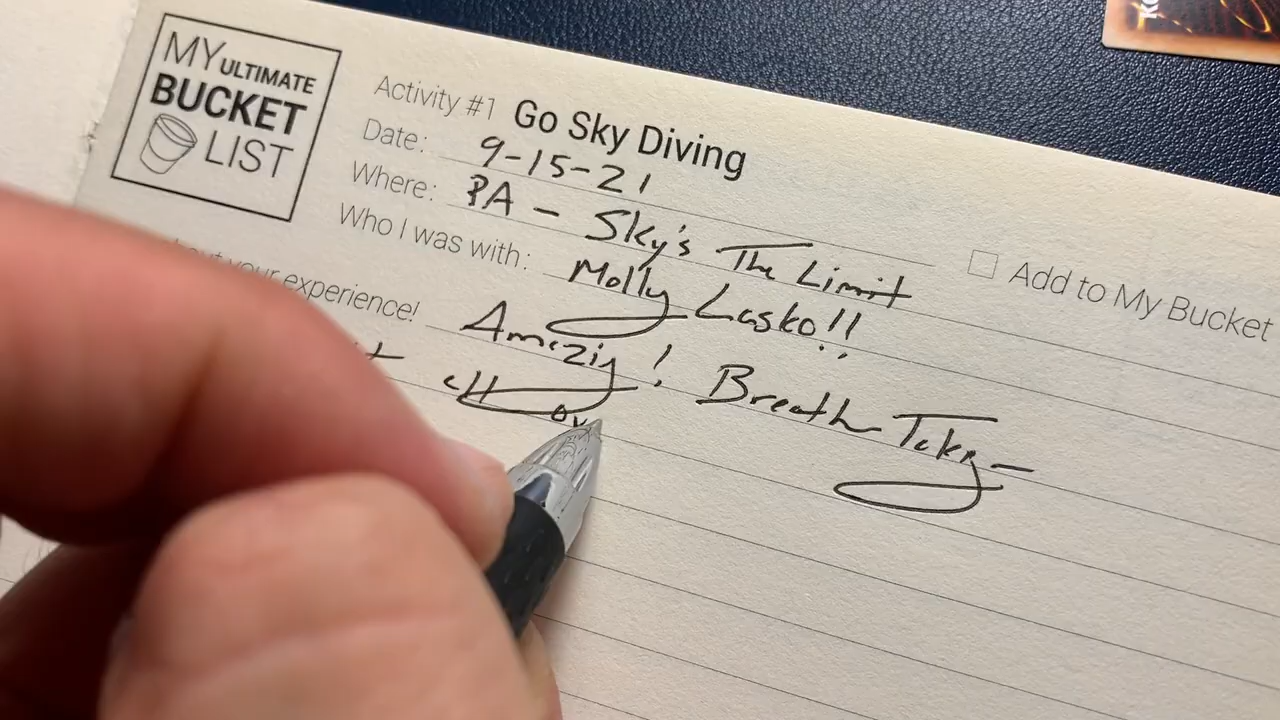 MY ULTIMATE
BUCKET
LIST
Activity #1 Go Sky Diving
Date: 9-15-21
Where: PA - Sky's The Limit
Who I was with: Molly Lasko!!
Add to My Bucket
your experience! Amazing! Breath Taking -